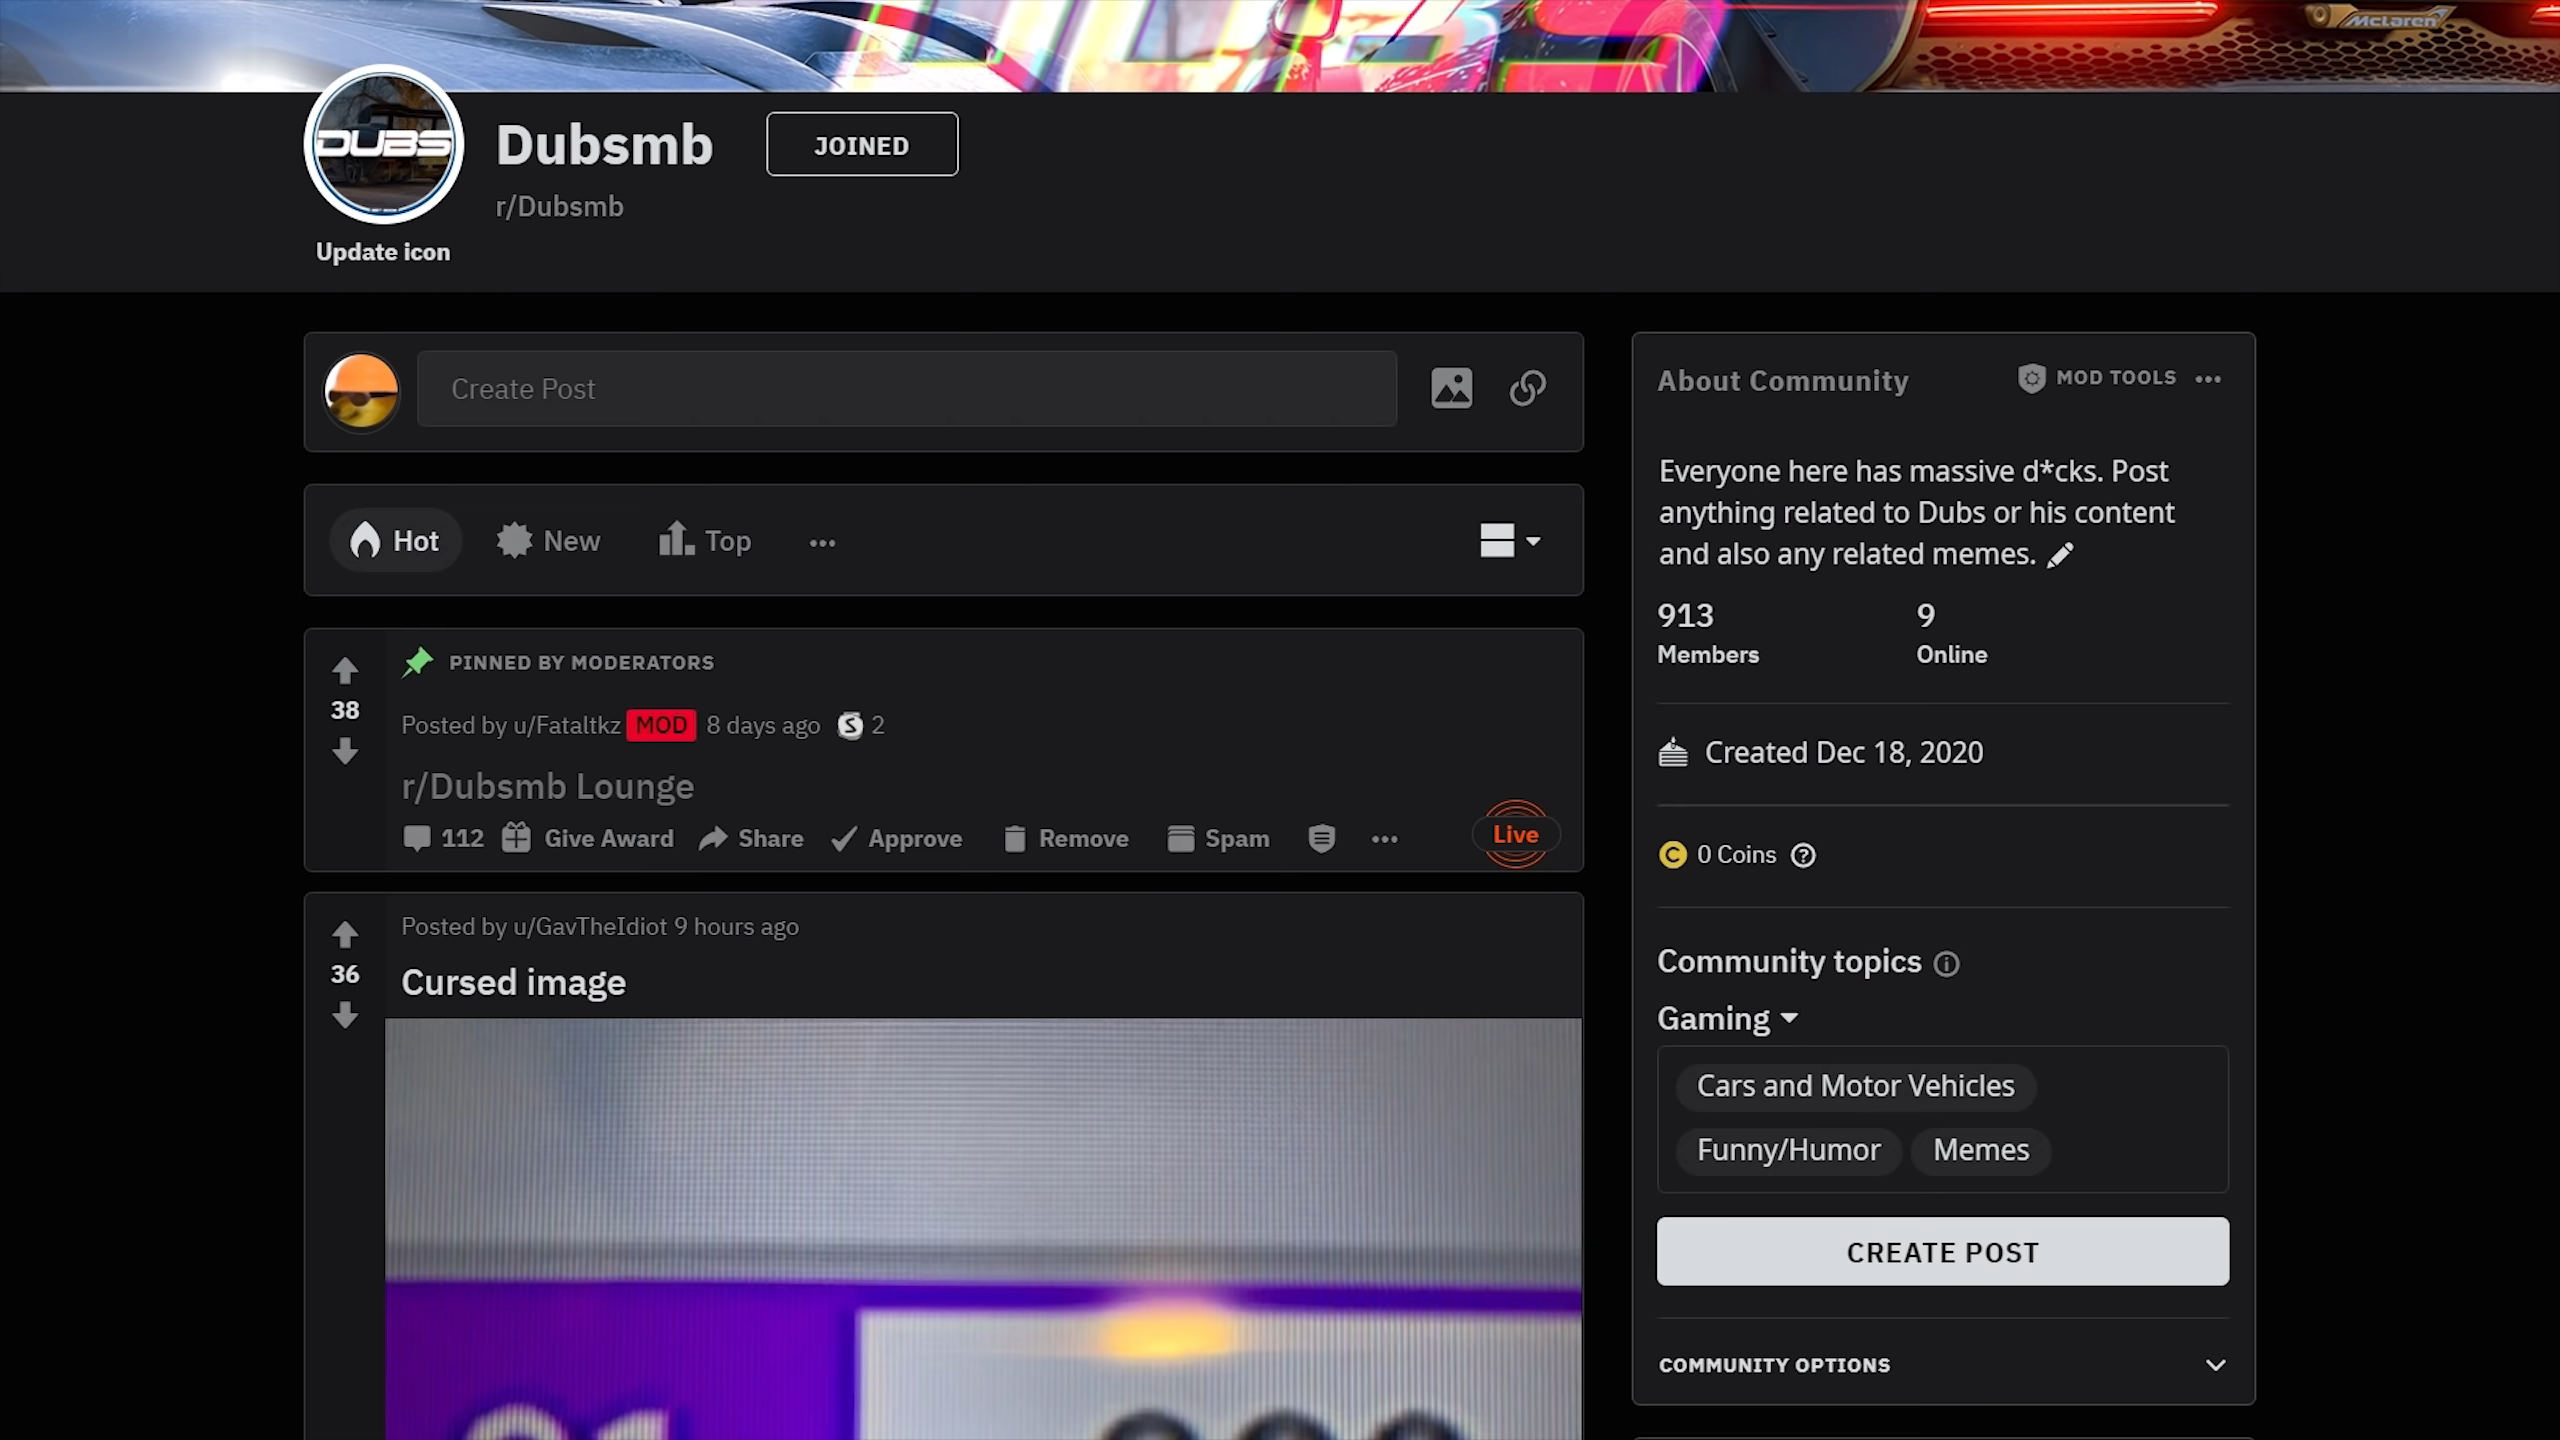 DUBS
McLaren
DUBS
Dubsmb
JOINED
r/Dubsmb
Update icon
Create Post
Hot
New
Top
PINNED BY MODERATORS
38
Posted by u/Fataltkz MOD 8 days ago 2
r/Dubsmb Lounge
112 Give Award Share Approve Remove Spam
Live
Posted by u/GavTheIdiot 9 hours ago
36
Cursed image
About Community
MOD TOOLS
Everyone here has massive d*cks. Post
anything related to Dubs or his content
and also any related memes.
913 9
Members Online
Created Dec 18, 2020
0 Coins
Community topics
Gaming
Cars and Motor Vehicles
Funny/Humor Memes
CREATE POST
COMMUNITY OPTIONS